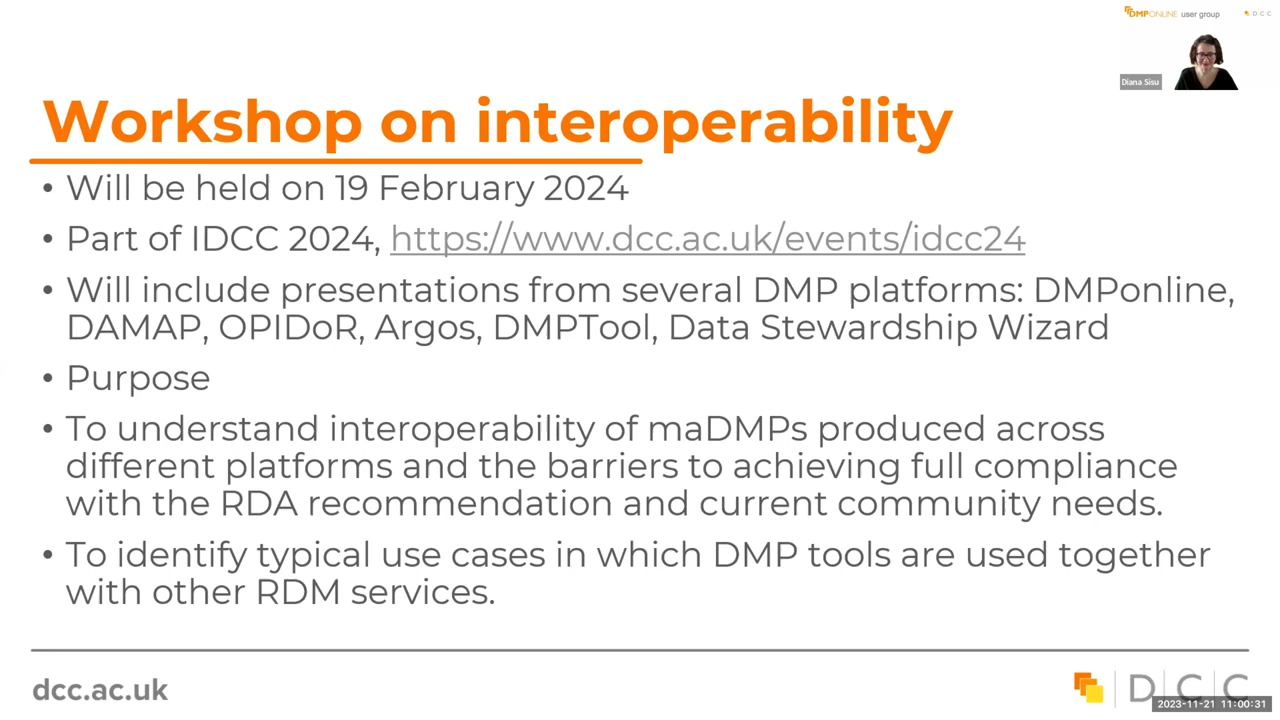 DMPONLINE user group
DCC
Diana Sisu
Workshop on interoperability
• Will be held on 19 February 2024
• Part of IDCC 2024, https://www.dcc.ac.uk/events/idcc24
• Will include presentations from several DMP platforms: DMPonline,
DAMAP, OPIDoR, Argos, DMPTool, Data Stewardship Wizard
• Purpose
• To understand interoperability of maDMPs produced across
different platforms and the barriers to achieving full compliance
with the RDA recommendation and current community needs.
• To identify typical use cases in which DMP tools are used together
with other RDM services.
dcc.ac.uk
D|C|C
2023-11-21 11:00:31